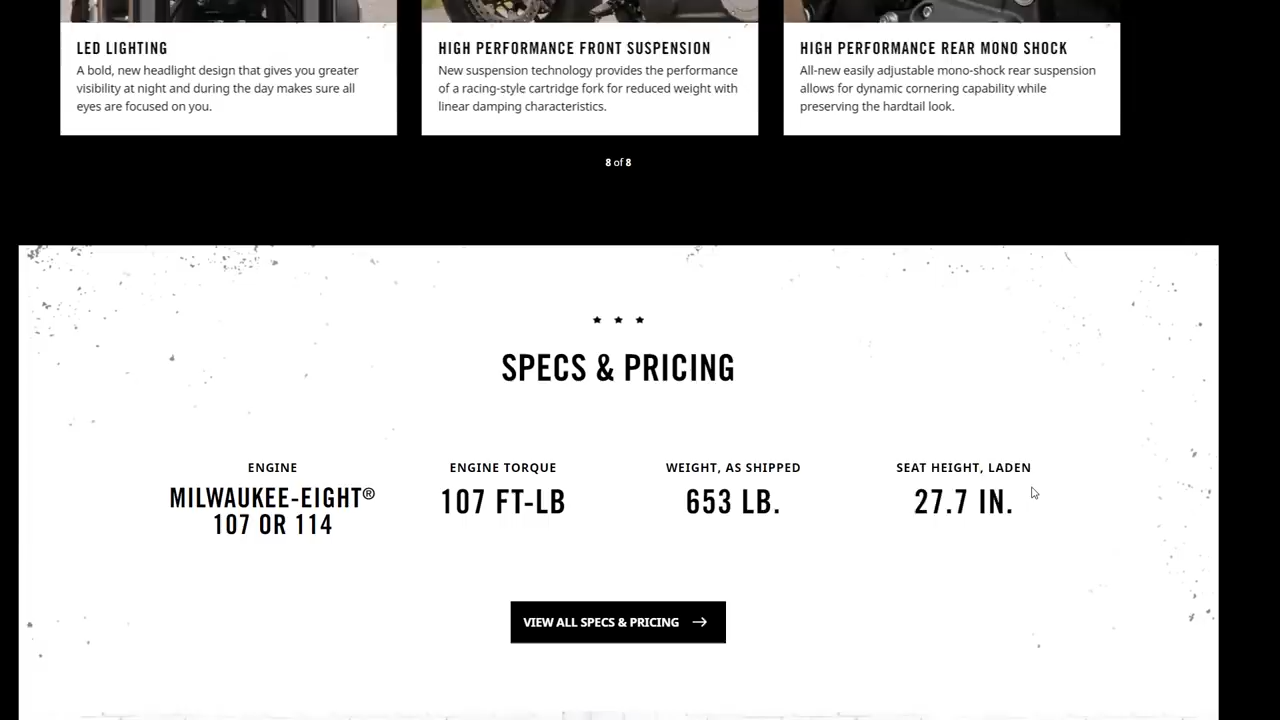 LED LIGHTING
A bold, new headlight design that gives you greater
visibility at night and during the day makes sure all
eyes are focused on you.
HIGH PERFORMANCE FRONT SUSPENSION
New suspension technology provides the performance
of a racing-style cartridge fork for reduced weight with
linear damping characteristics.
HIGH PERFORMANCE REAR MONO SHOCK
All-new easily adjustable mono-shock rear suspension
allows for dynamic cornering capability while
preserving the hardtail look.
8 of 8
SPECS & PRICING
ENGINE
MILWAUKEE-EIGHT®
107 OR 114
ENGINE TORQUE
107 FT-LB
WEIGHT, AS SHIPPED
653 LB.
SEAT HEIGHT, LADEN
27.7 IN.
VIEW ALL SPECS & PRICING